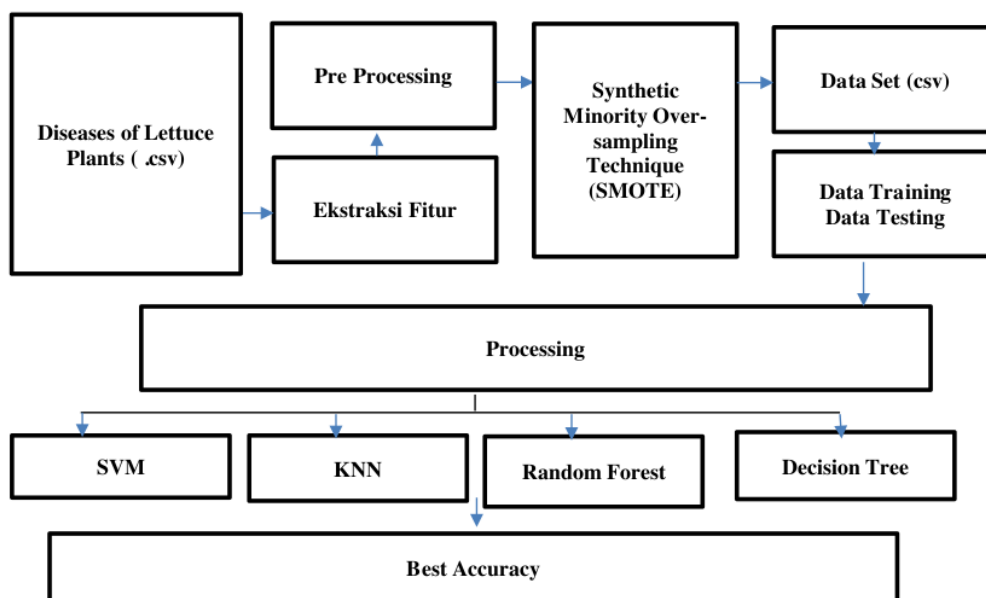 Diseases of Lettuce
Plants ( .csv)
Ekstraksi Fitur
Pre Processing
Synthetic
Minority Over-
sampling
Technique
(SMOTE)
Data Set (csv)
Data Training
Data Testing
Processing
SVM
KNN
Random Forest
Decision Tree
Best Accuracy